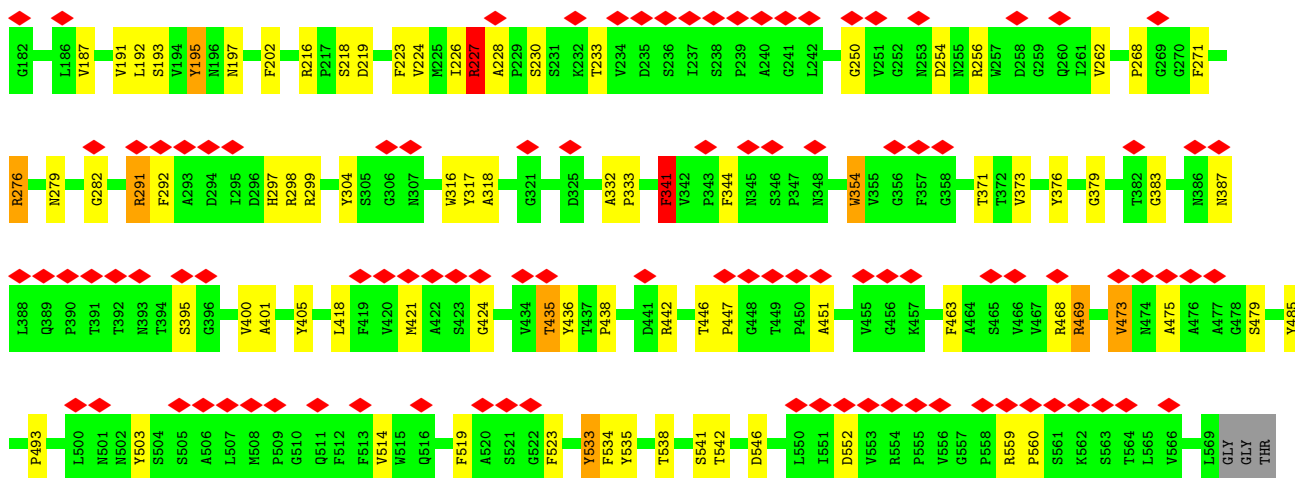 G182 L186 V187 V191 L192 S193 V194 Y195 N196 N197 F202 R216 P217 S218 D219 F223 V224 M225 I226 R227 A228 P229 S230 S231 K232 T233 V234 D235 S236 I237 S238 P239 A240 G241 L242 G250 V251 G252 N253 D254 N255 R256 W257 D258 G259 Q260 I261 V262 P268 G269 G270 F271
R276 N279 G282 R291 F292 A293 D294 I295 D296 H297 R298 R299 Y304 S305 G306 N307 W316 Y317 A318 G321 D325 A332 P333 F341 V342 P343 F344 N345 S346 P347 N348 W354 V355 G356 F357 G358 T371 T372 V373 Y376 G379 T382 G383 N386 N387
L388 Q389 P390 T391 T392 N393 T394 S395 G396 V400 A401 Y405 L418 F419 V420 M421 A422 S423 G424 V434 T435 Y436 T437 P438 D441 R442 T446 P447 G448 T449 P450 A451 V455 G456 K457 F463 A464 S465 V466 V467 R468 R469 V473 N474 A475 A476 A477 G478 S479 Y485
P493 L500 N501 N502 Y503 S504 S505 A506 L507 M508 P509 G510 Q511 F512 F513 V514 W515 Q516 F519 A520 S521 G522 F523 Y533 F534 Y535 T538 S541 T542 D546 L550 I551 D552 V553 R554 P555 V556 G557 P558 R559 P560 S561 K562 S563 T564 L565 V566 L569 GLY GLY THR